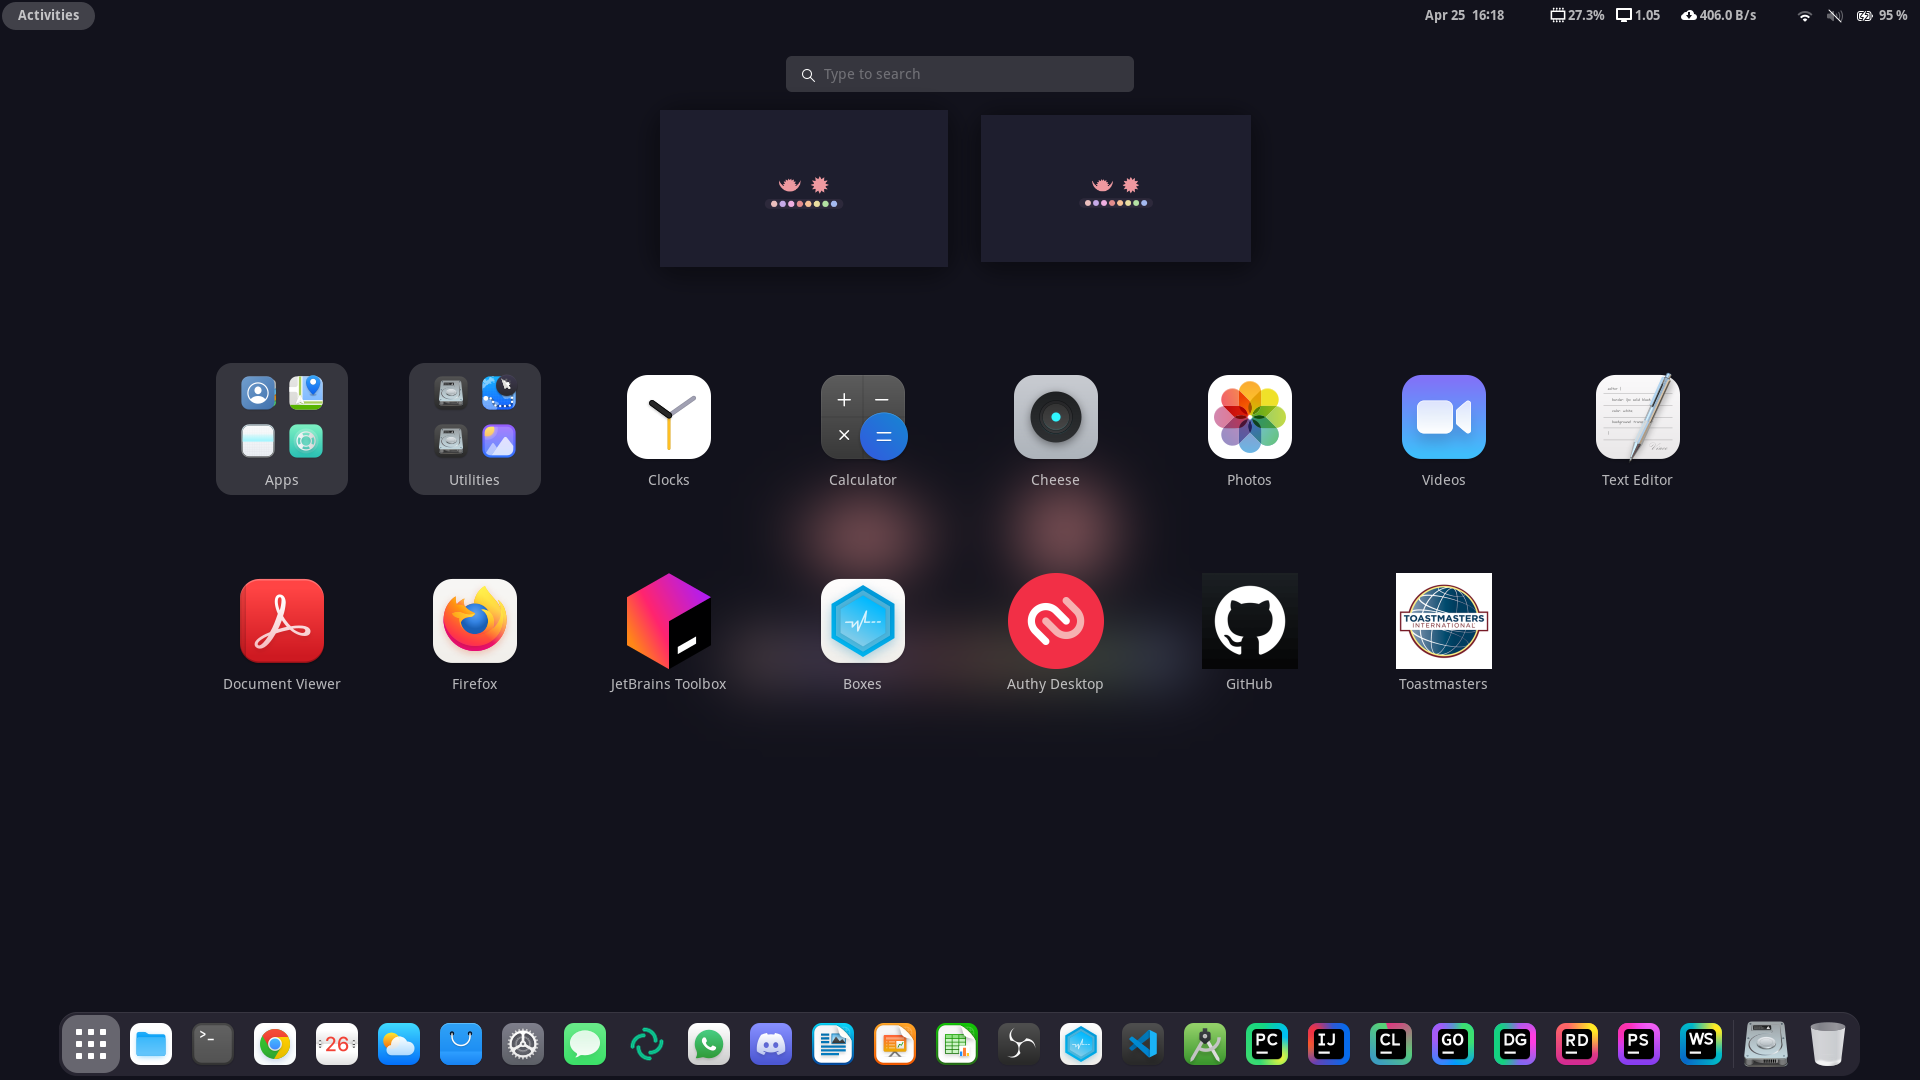 Activities
Apr 25 16:18
27.3%
1.05
406.0 B/s
95 %
Type to search
Apps
Utilities
Clocks
Calculator
Cheese
Photos
Videos
Text Editor
TOASTMASTERS
INTERNATIONAL
Document Viewer
Firefox
JetBrains Toolbox
Boxes
Authy Desktop
GitHub
Toastmasters
>_
26
PC
IJ
CL
GO
DG
RD
PS
WS